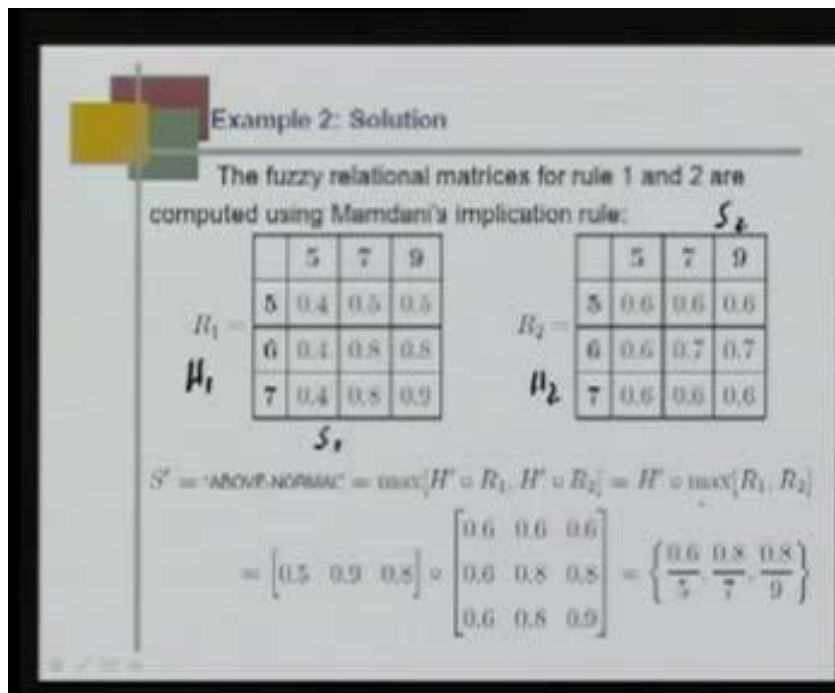 Example 2: Solution
The fuzzy relational matrices for rule 1 and 2 are
computed using Mamdani's implication rule:
S₂
5 7 9
R₁ = 5 0.4 0.5 0.5
6 0.4 0.8 0.8
7 0.4 0.8 0.9
H₁
S₁
5 7 9
R₂ = 5 0.6 0.6 0.6
6 0.6 0.7 0.7
7 0.6 0.6 0.6
H₂
S' = "ABOVE-NORMAL" = max[H' ∘ R₁, H' ∘ R₂] = H' ∘ max[R₁, R₂]
= [0.5 0.9 0.8] ∘ [0.6 0.6 0.6
0.6 0.8 0.8
0.6 0.8 0.9] = {0.6/5, 0.8/7, 0.8/9}